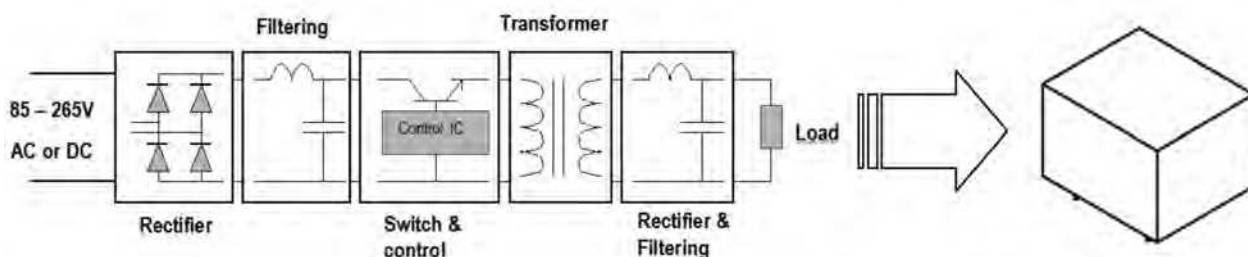 Filtering
Transformer
85 – 265V
AC or DC
Control IC
Load
Rectifier
Switch &
control
Rectifier &
Filtering